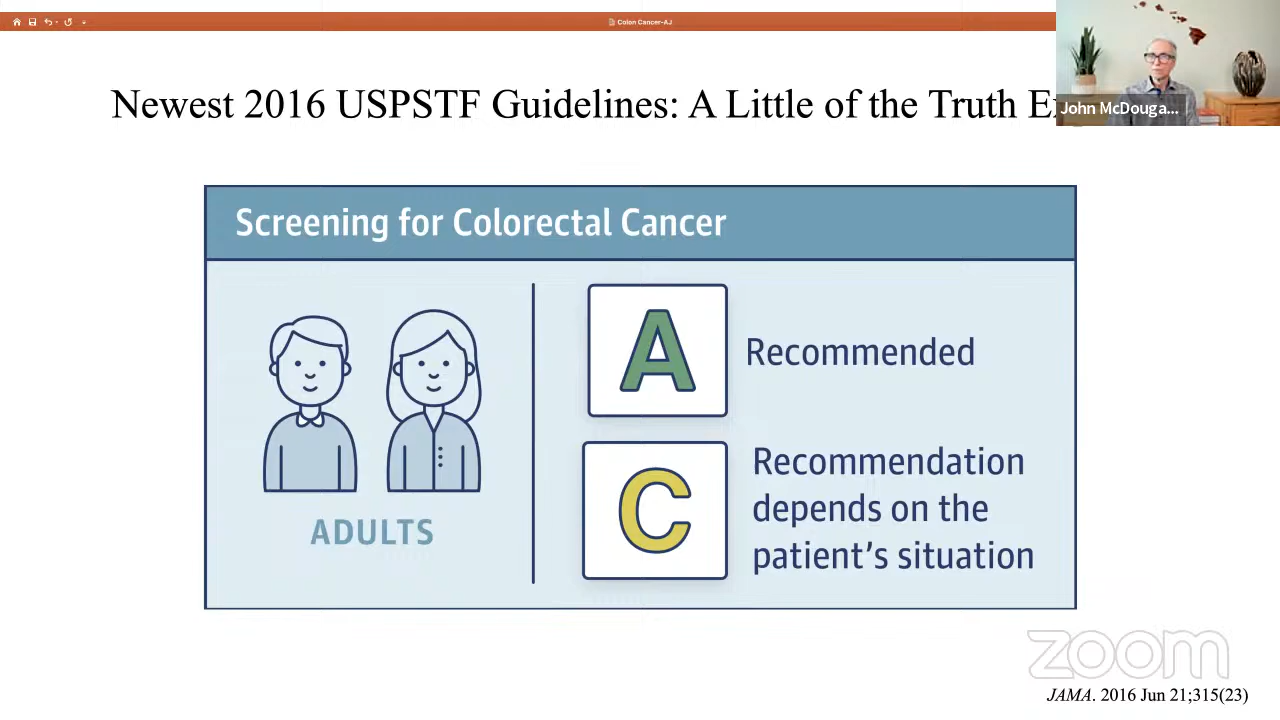 Colon Cancer-AJ
Newest 2016 USPSTF Guidelines: A Little of the Truth
John McDouga...
Screening for Colorectal Cancer
A
Recommended
C
Recommendation
depends on the
patient's situation
ADULTS
zoom
JAMA. 2016 Jun 21;315(23)